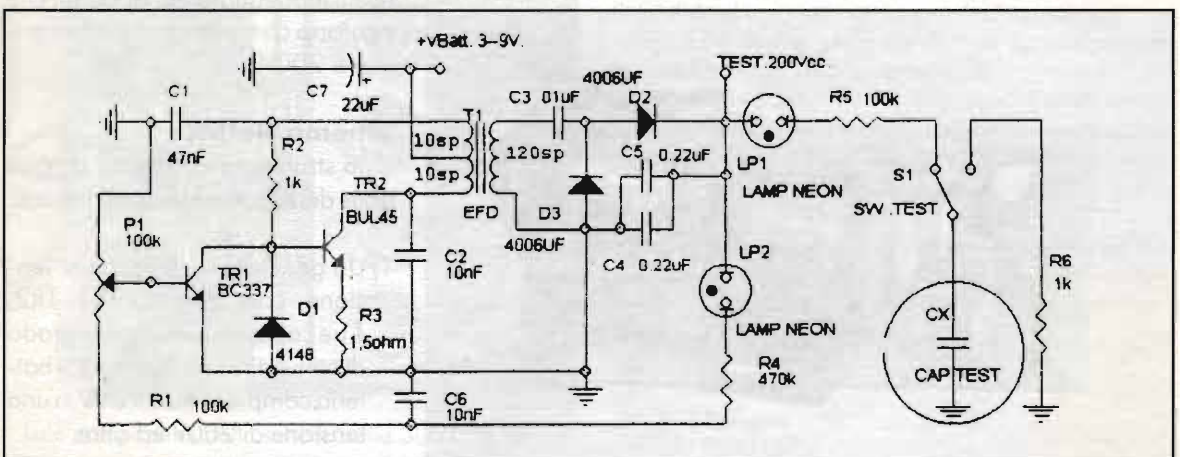 +VBatt. 3-9V.
C7
22uF
+
C1
47nF
R2
1k
T1
10sp
10sp
120sp
EFD
C3 .01uF
4006UF
D2
TEST.200Vcc.
R5 100k
LP1
LAMP NEON
C5 0.22uF
C4 0.22uF
D3
4006UF
TR2
BUL45
C2
10nF
P1
100k
TR1
BC337
D1
4148
R3
1,5ohm
LP2
LAMP NEON
S1
SW.TEST
R6
1k
CX
CAP TEST
R4
470k
C6
10nF
R1 100k